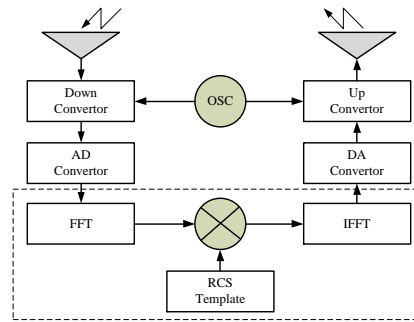 Down
Convertor
OSC
Up
Convertor
AD
Convertor
DA
Convertor
FFT
IFFT
RCS
Template